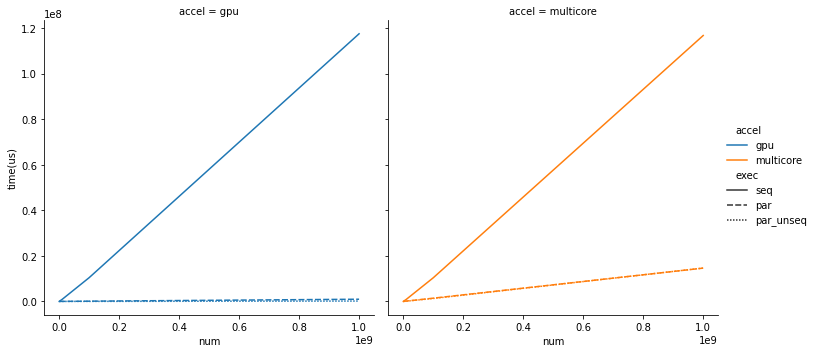 accel = gpu
accel = multicore
1e8
1.2
1.0
0.8
0.6
0.4
0.2
0.0
time(us)
0.0 0.2 0.4 0.6 0.8 1.0
num
1e9
0.0 0.2 0.4 0.6 0.8 1.0
num
1e9
accel
gpu
multicore
exec
seq
par
par_unseq